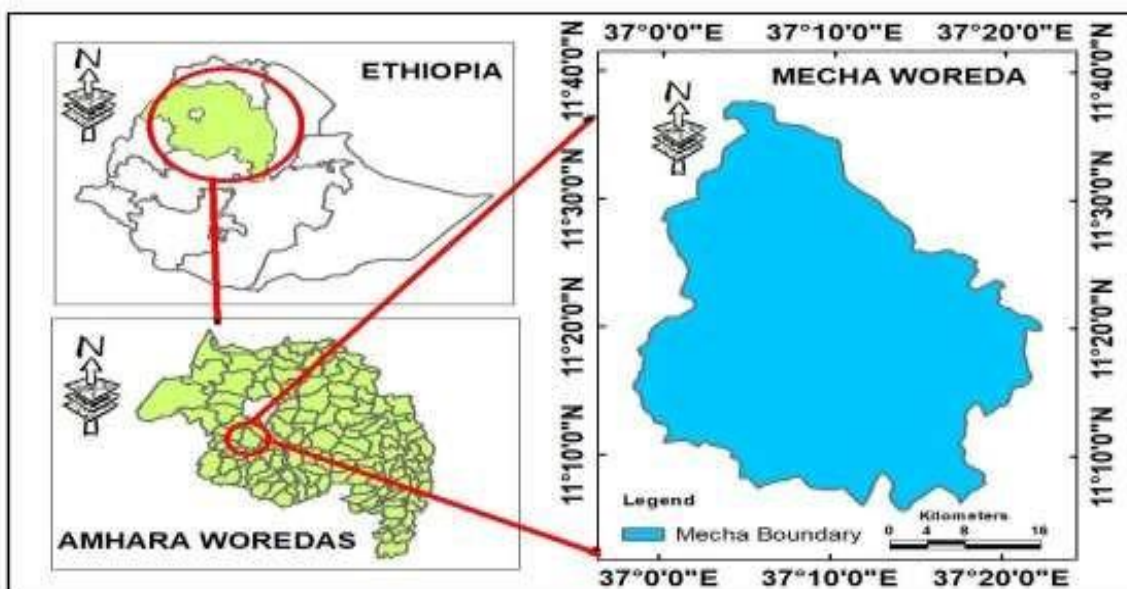 N
ETHIOPIA
N
AMHARA WOREDAS
37°0'0"E 37°10'0"E 37°20'0"E
MECHA WOREDA
N
11°40'0"N
11°30'0"N
11°20'0"N
11°10'0"N
11°40'0"N
11°30'0"N
11°20'0"N
11°10'0"N
Legend
Mecha Boundary
Kilometers
0 4 8 16
37°0'0"E 37°10'0"E 37°20'0"E